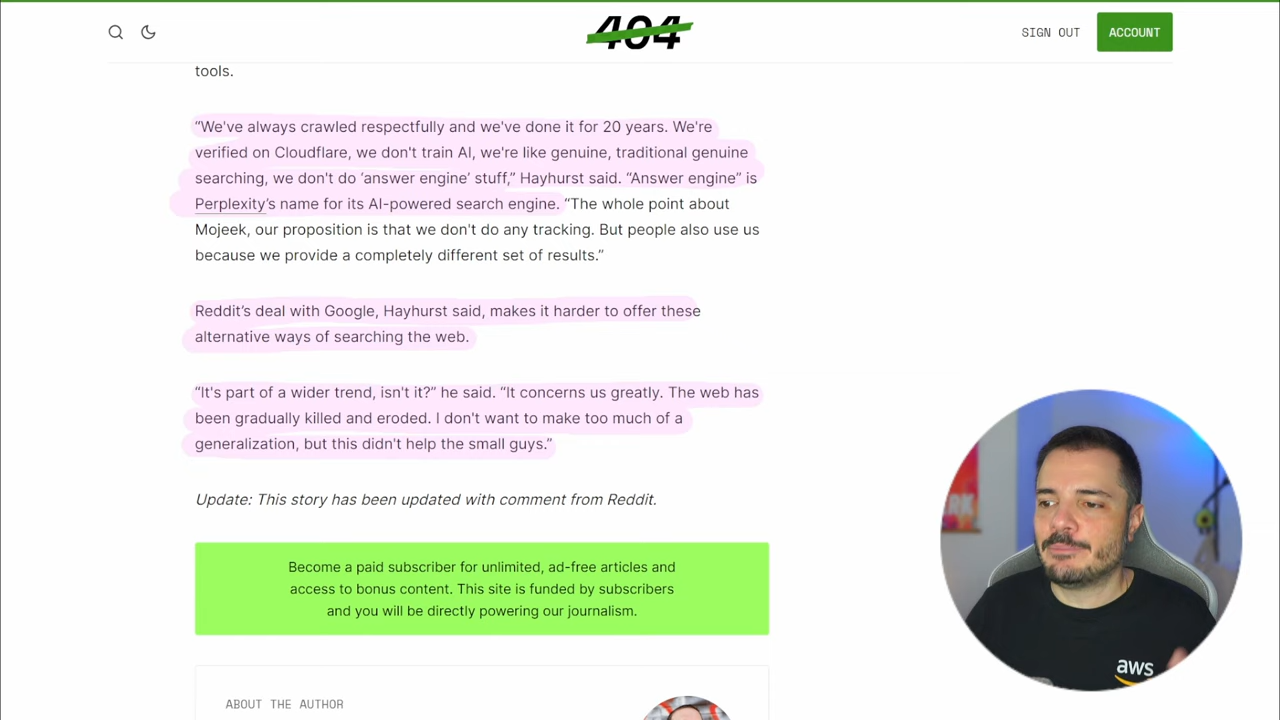 404
SIGN OUT
ACCOUNT
tools.
“We've always crawled respectfully and we've done it for 20 years. We're
verified on Cloudflare, we don't train AI, we're like genuine, traditional genuine
searching, we don't do ‘answer engine’ stuff,” Hayhurst said. “Answer engine” is
Perplexity’s name for its AI-powered search engine. “The whole point about
Mojeek, our proposition is that we don't do any tracking. But people also use us
because we provide a completely different set of results.”
Reddit’s deal with Google, Hayhurst said, makes it harder to offer these
alternative ways of searching the web.
“It's part of a wider trend, isn't it?” he said. “It concerns us greatly. The web has
been gradually killed and eroded. I don't want to make too much of a
generalization, but this didn't help the small guys.”
Update: This story has been updated with comment from Reddit.
Become a paid subscriber for unlimited, ad-free articles and
access to bonus content. This site is funded by subscribers
and you will be directly powering our journalism.
ABOUT THE AUTHOR
aws